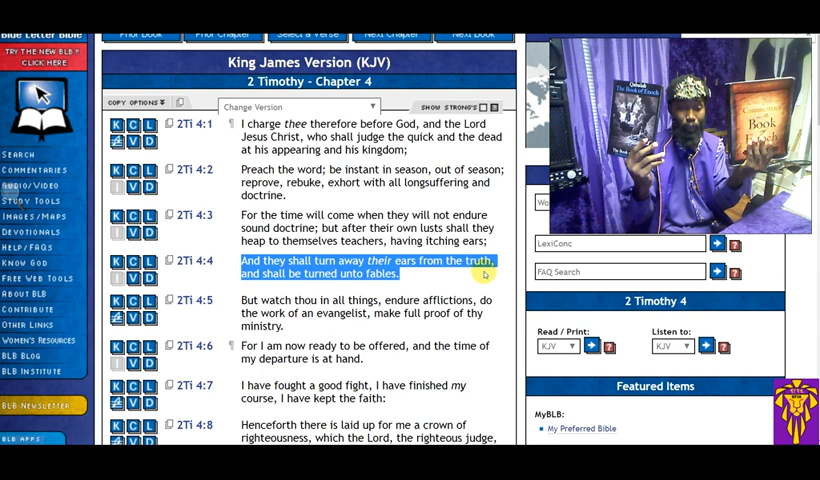 Blue Letter Bible
Prior Book
Prior Chapter
Select a Verse
Next Chapter
Next Book
TRY THE NEW BLB !!
CLICK HERE
SEARCH
COMMENTARIES
AUDIO/VIDEO
STUDY TOOLS
IMAGES/MAPS
DEVOTIONALS
HELP/FAQS
KNOW GOD
FREE WEB TOOLS
ABOUT BLB
CONTRIBUTE
OTHER LINKS
WOMEN'S RESOURCES
BLB BLOG
BLB INSTITUTE
BLB NEWSLETTER
BLB APPS
King James Version (KJV)
2 Timothy - Chapter 4
COPY OPTIONS
Change Version
SHOW STRONG'S
K C L 2Ti 4:1 ¶ I charge thee therefore before God, and the Lord
V D Jesus Christ, who shall judge the quick and the dead
at his appearing and his kingdom;
K C L 2Ti 4:2 Preach the word; be instant in season, out of season;
I V D reprove, rebuke, exhort with all longsuffering and
doctrine.
K C L 2Ti 4:3 For the time will come when they will not endure
I V D sound doctrine; but after their own lusts shall they
heap to themselves teachers, having itching ears;
K C L 2Ti 4:4 And they shall turn away their ears from the truth,
I V D and shall be turned unto fables.
K C L 2Ti 4:5 But watch thou in all things, endure afflictions, do
V D the work of an evangelist, make full proof of thy
ministry.
K C L 2Ti 4:6 ¶ For I am now ready to be offered, and the time of
I V D my departure is at hand.
K C L 2Ti 4:7 I have fought a good fight, I have finished my
V D course, I have kept the faith:
K C L 2Ti 4:8 Henceforth there is laid up for me a crown of
V D righteousness, which the Lord, the righteous judge,
The Book of Enoch
Commentary
Book
Enoch
Wo
LexiConc
FAQ Search
2 Timothy 4
Read / Print:
Listen to:
KJV
KJV
Featured Items
MyBLB:
My Preferred Bible